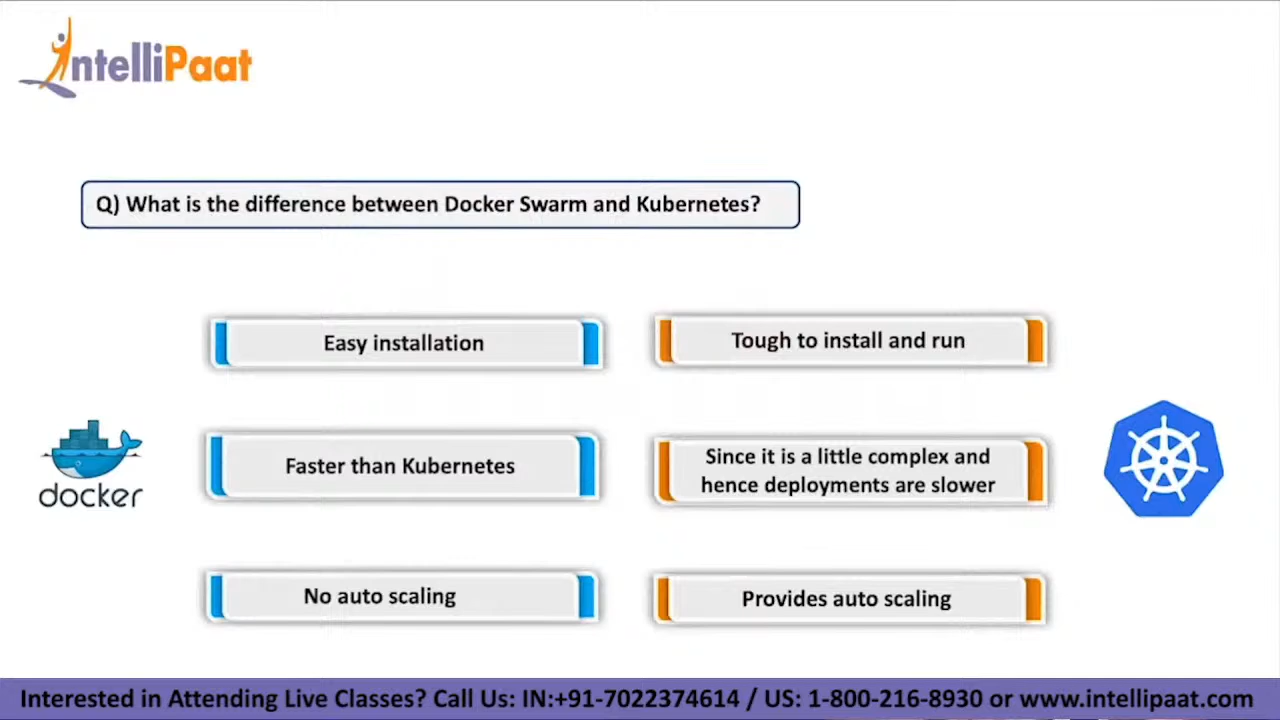 IntelliPaat
Q) What is the difference between Docker Swarm and Kubernetes?
Easy installation
Tough to install and run
Faster than Kubernetes
Since it is a little complex and
hence deployments are slower
docker
No auto scaling
Provides auto scaling
Interested in Attending Live Classes? Call Us: IN:+91-7022374614 / US: 1-800-216-8930 or www.intellipaat.com